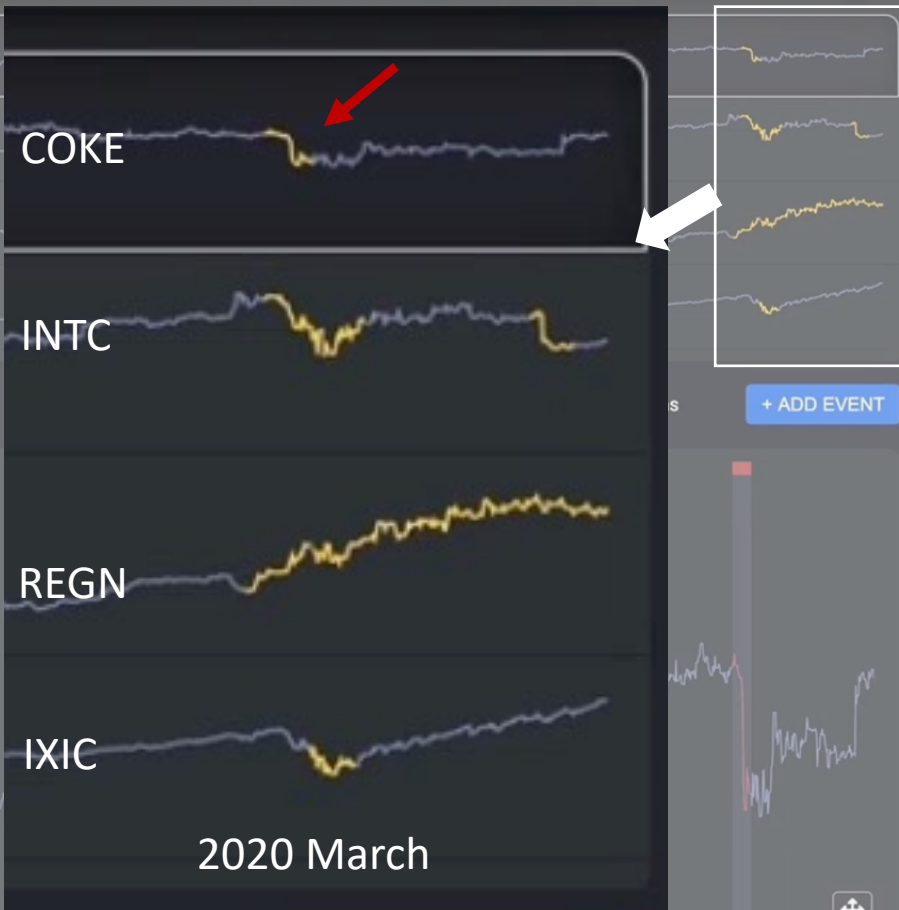 COKE
INTC
REGN
IXIC
2020 March
s
+ ADD EVENT